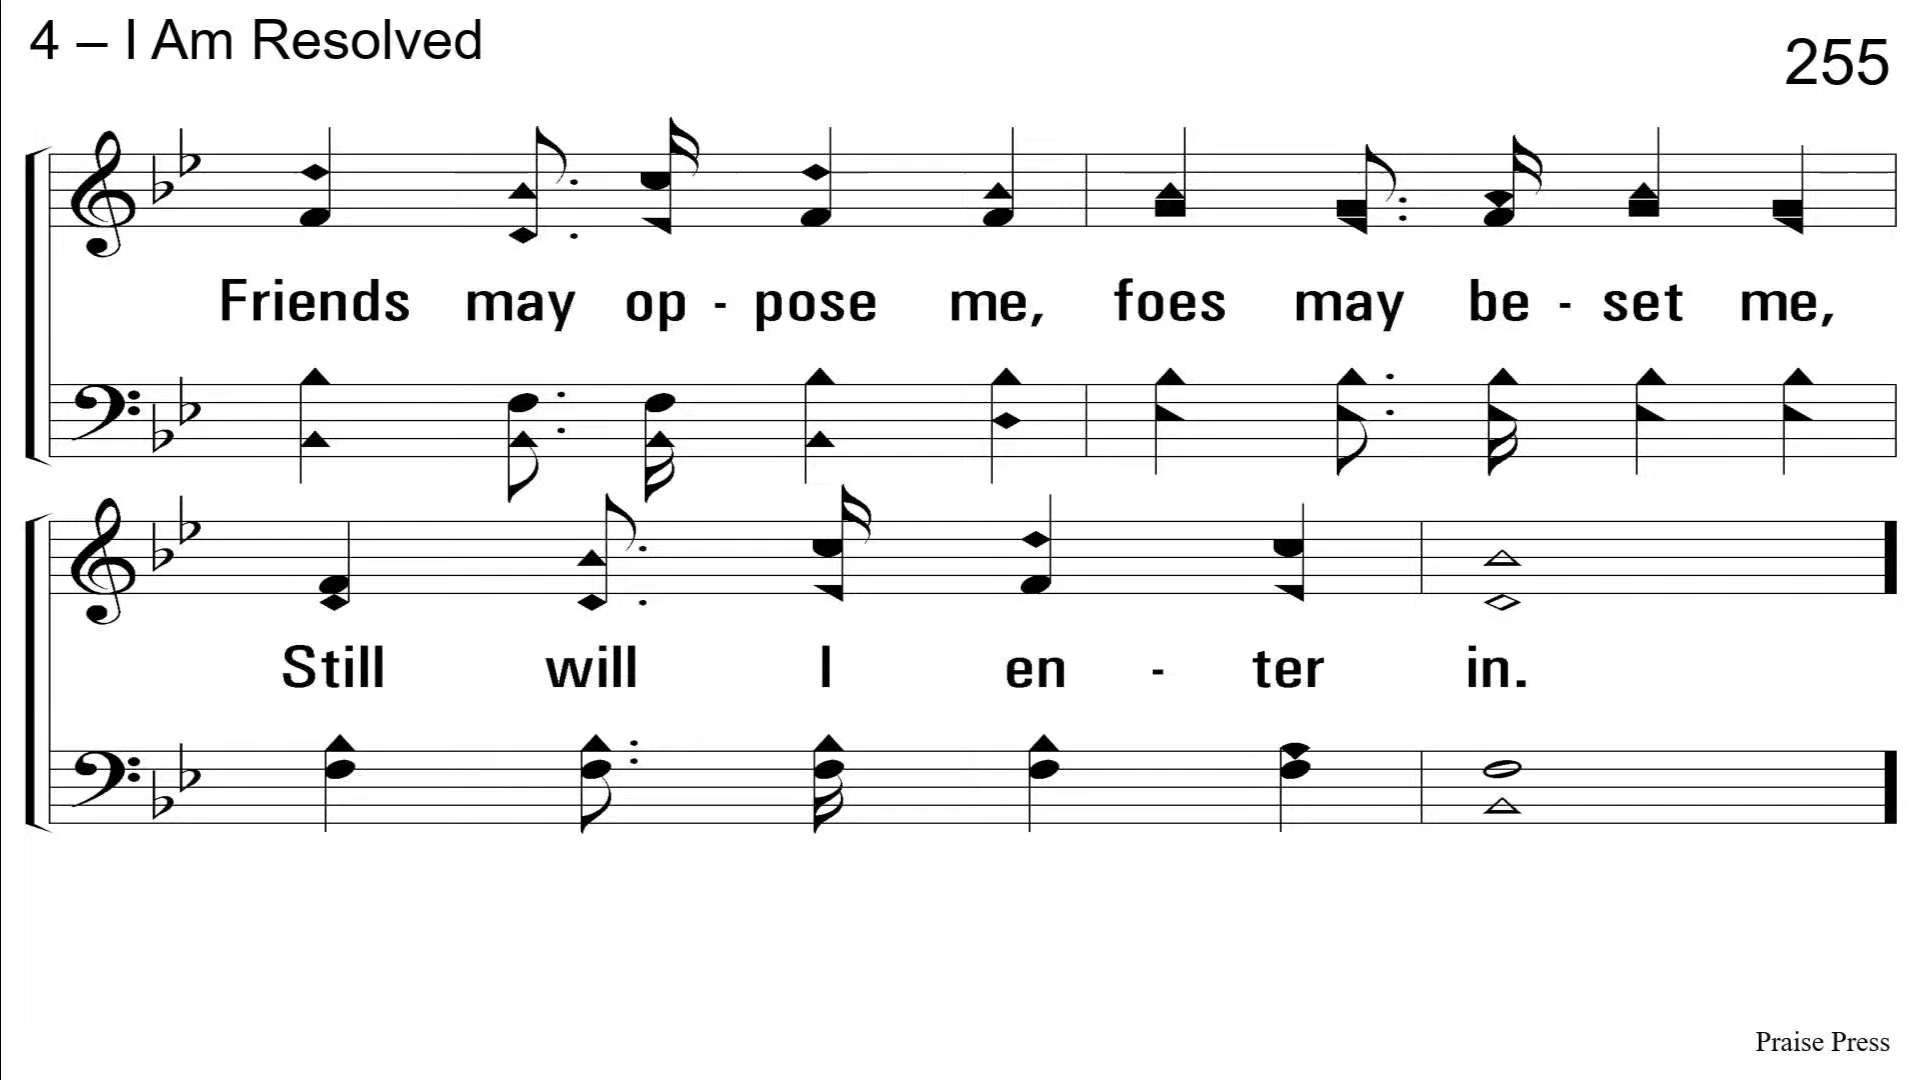 4 – I Am Resolved
255
Friends may op - pose me, foes may be - set me,
Still will I en - ter in.
Praise Press